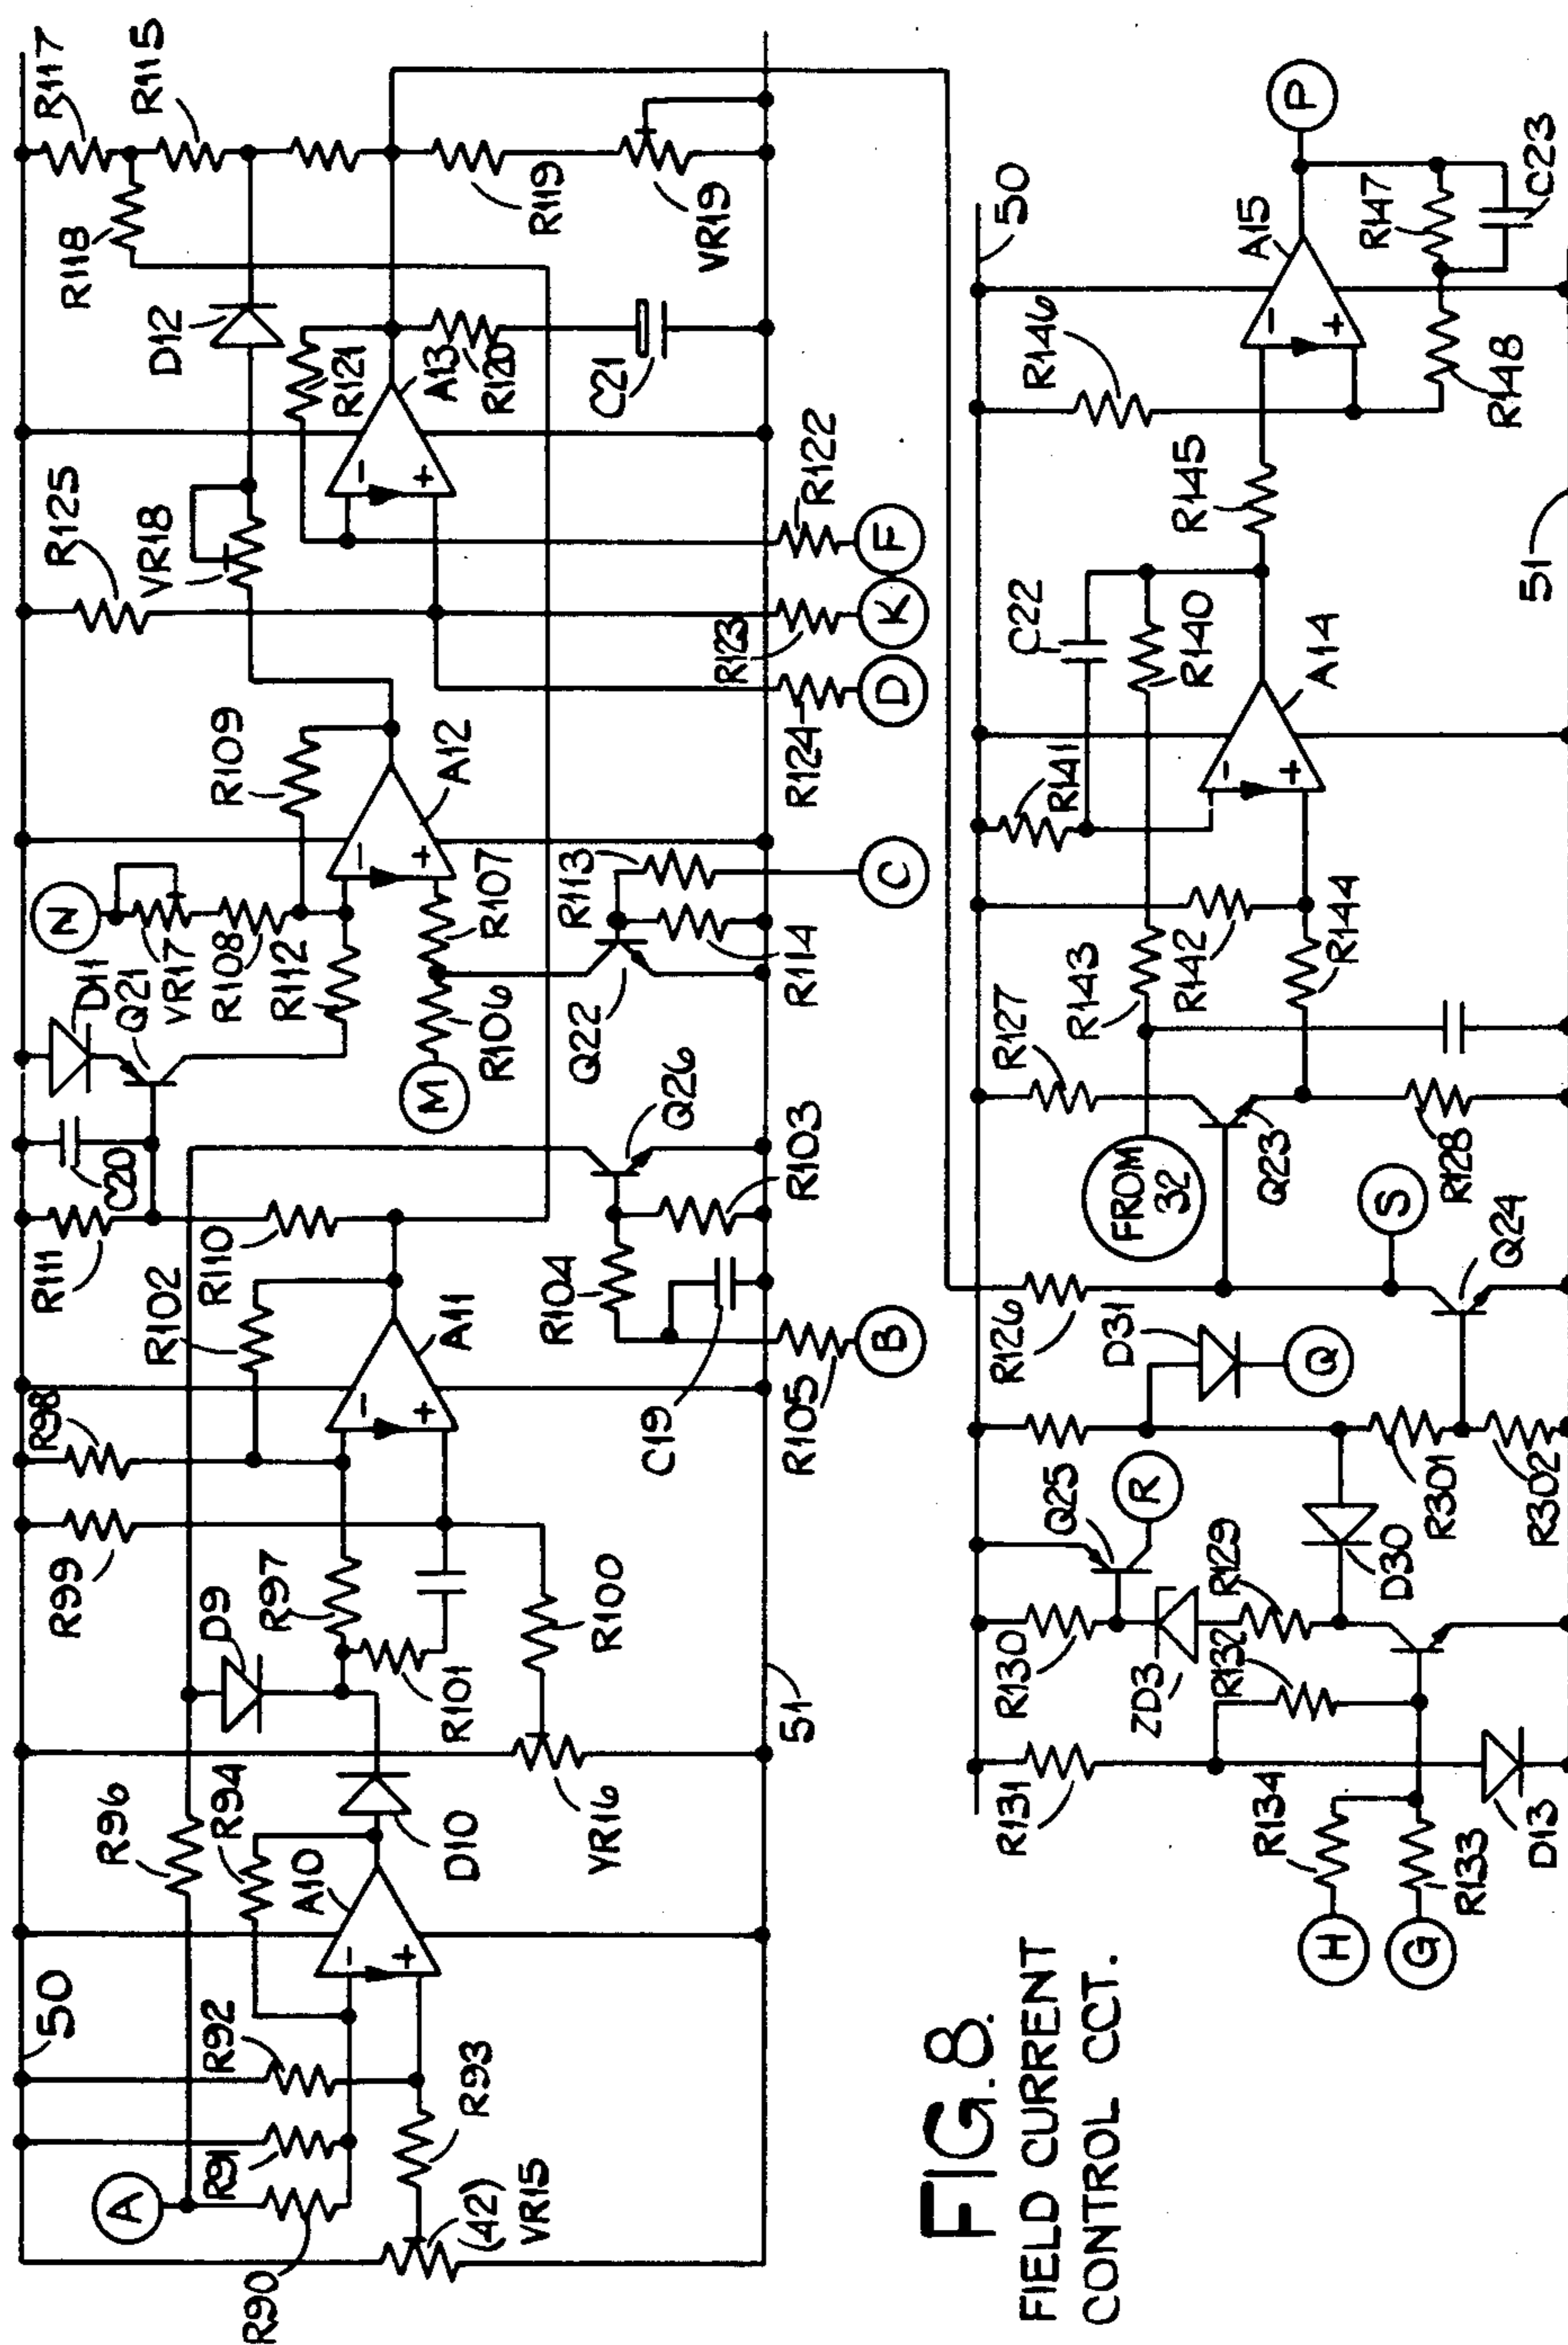 50
A
R90
R91
R92
R93
(42)
VR15
A10
R94
R96
D10
YR16
D9
R97
R101
R100
R99
R98
R102
A11
51
R105
B
C19
R104
R103
Q26
R111
R110
C20
D11
Q21
VR17
N
R108
R112
M
R106
R107
Q22
R113
R114
C
R109
A12
R125
VR18
D12
R124
D
R123
K
R122
F
R121
A13
R120
C21
R118
R117
R115
R119
VR19
FIG.8.
FIELD CURRENT
CONTROL CCT.
H
G
R134
R133
R131
D13
R132
R130
ZD3
R129
Q25
R
D30
D31
Q
R301
R302
R126
S
Q24
FROM
32
R127
Q23
R128
R143
R142
R144
R141
C22
R140
A14
R145
R146
A15
R148
R147
C23
P
50
51